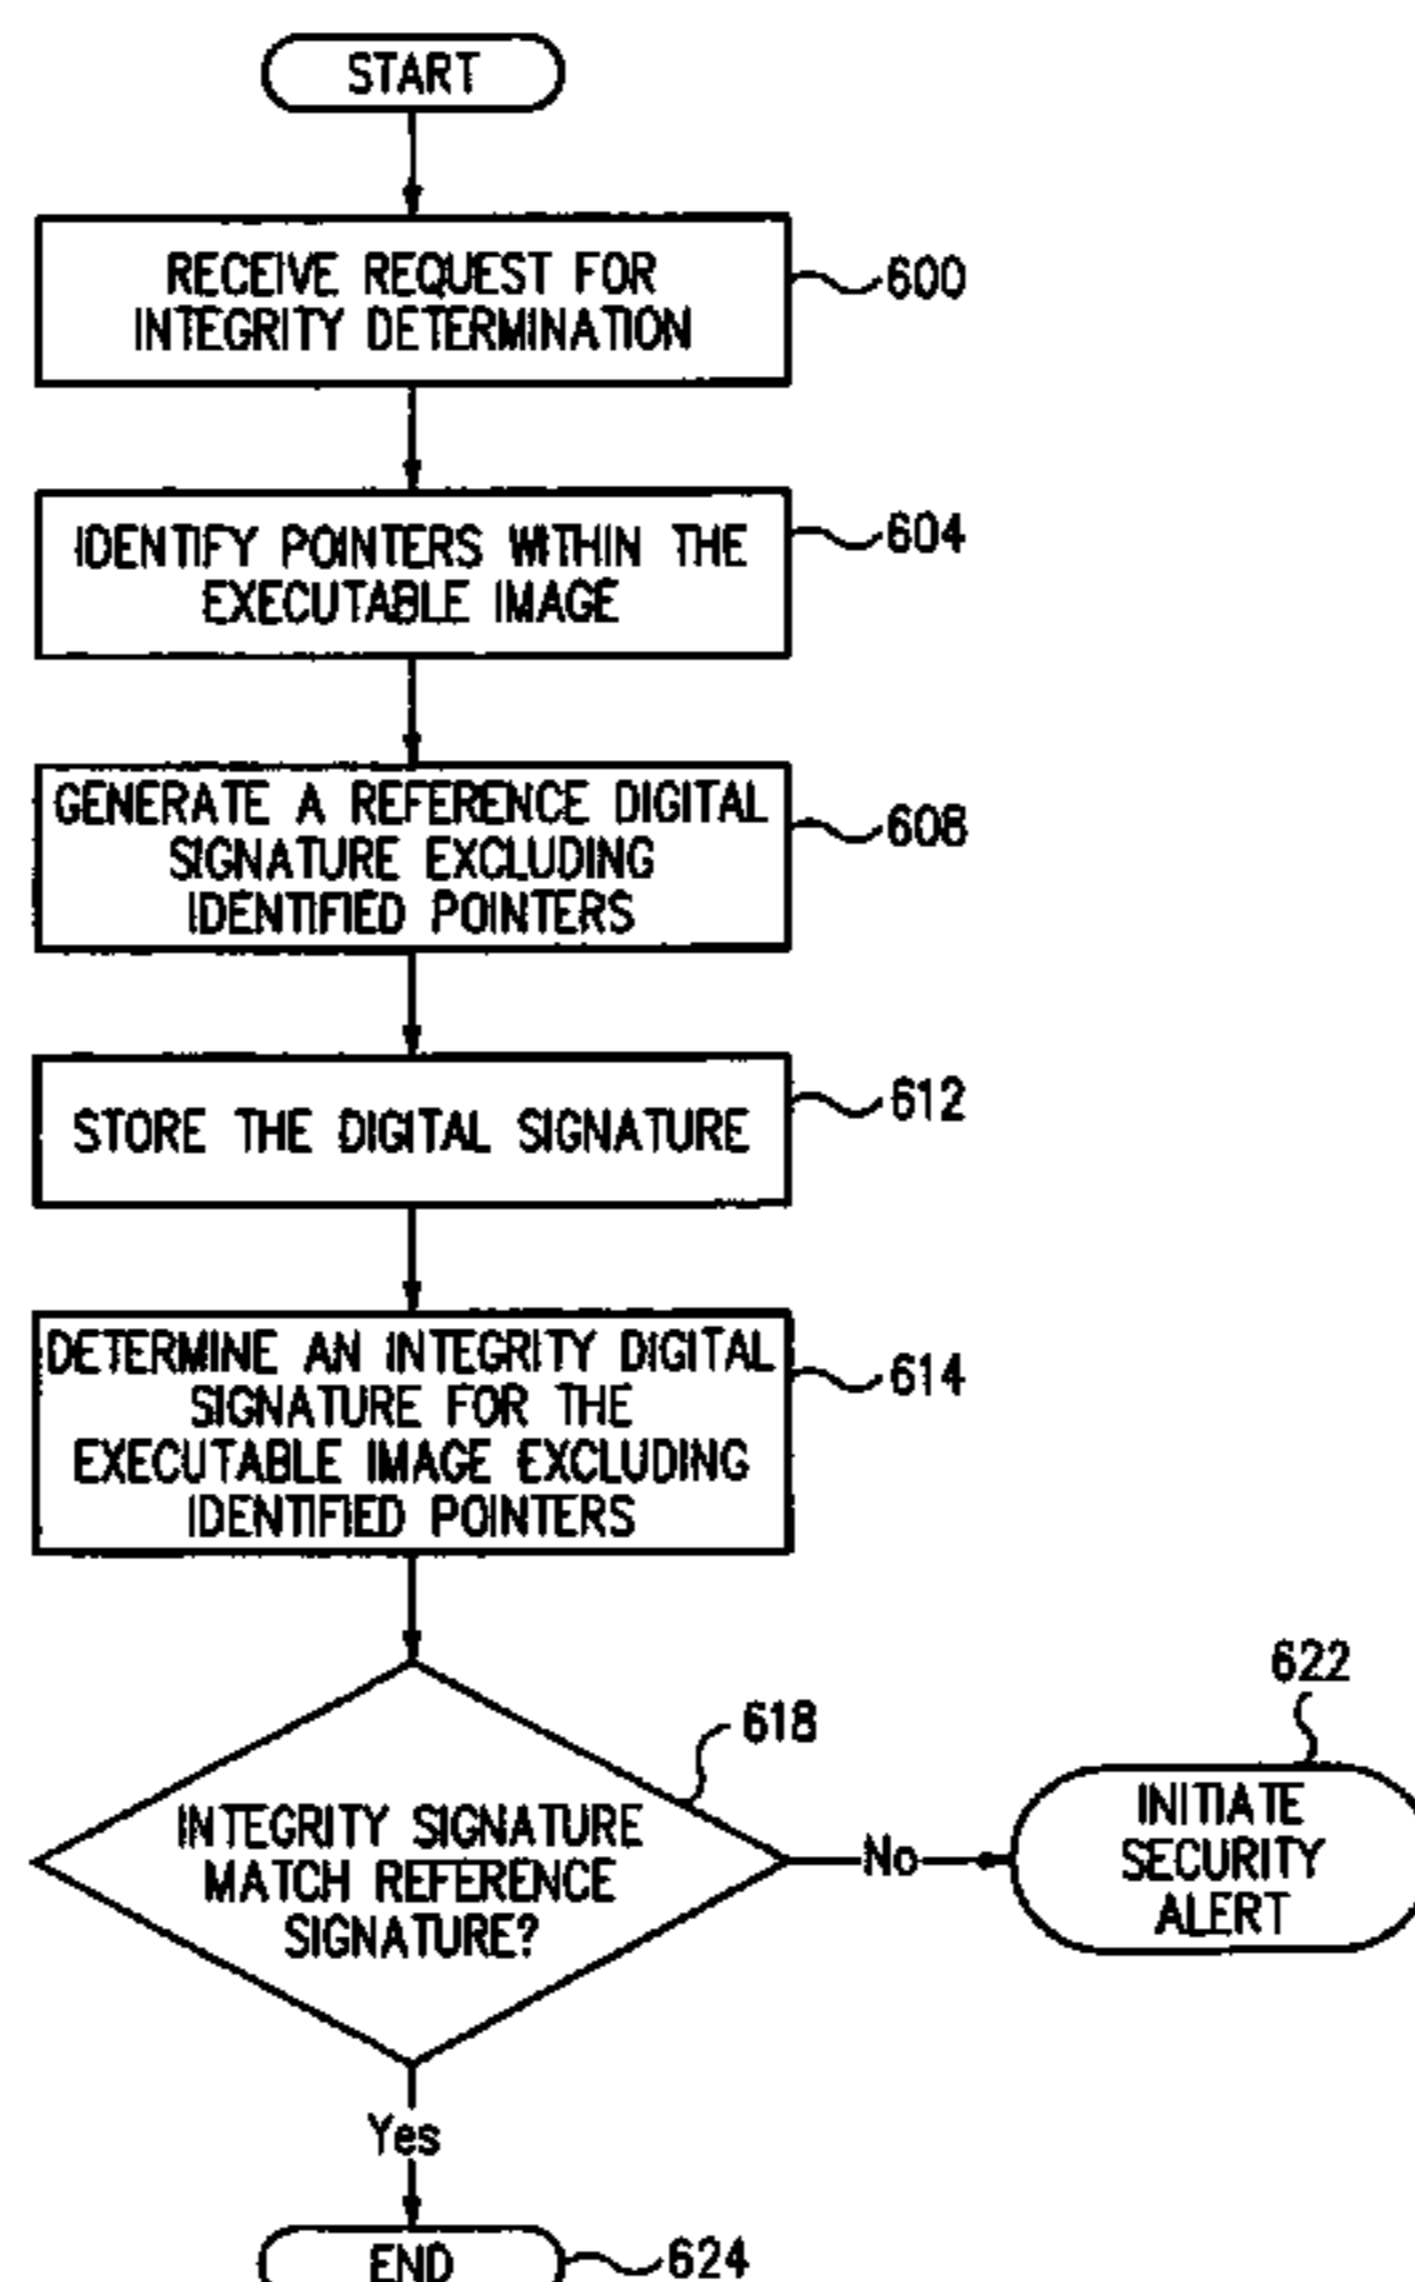 START
RECEIVE REQUEST FOR
INTEGRITY DETERMINATION
600
IDENTIFY POINTERS WITHIN THE
EXECUTABLE IMAGE
604
GENERATE A REFERENCE DIGITAL
SIGNATURE EXCLUDING
IDENTIFIED POINTERS
608
STORE THE DIGITAL SIGNATURE
612
DETERMINE AN INTEGRITY DIGITAL
SIGNATURE FOR THE
EXECUTABLE IMAGE EXCLUDING
IDENTIFIED POINTERS
614
INTEGRITY SIGNATURE
MATCH REFERENCE
SIGNATURE?
618
No
622
INITIATE
SECURITY
ALERT
Yes
END
624